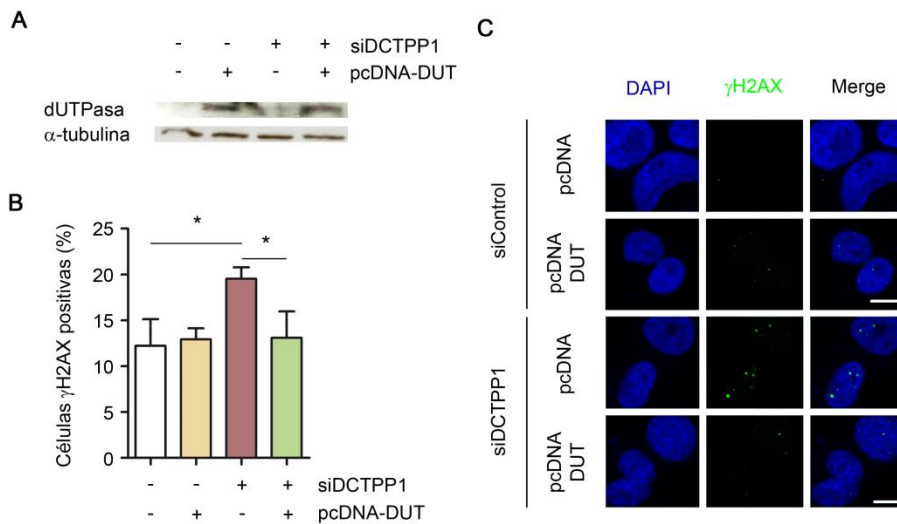 A
- - + + siDCTPP1
- + - + pcDNA-DUT
dUTPasa
α-tubulina
B
Células γH2AX positivas (%)
25
20
15
10
5
0
*
*
- - + + siDCTPP1
- + - + pcDNA-DUT
C
DAPI γH2AX Merge
siControl
pcDNA
pcDNA
DUT
siDCTPP1
pcDNA
pcDNA
DUT